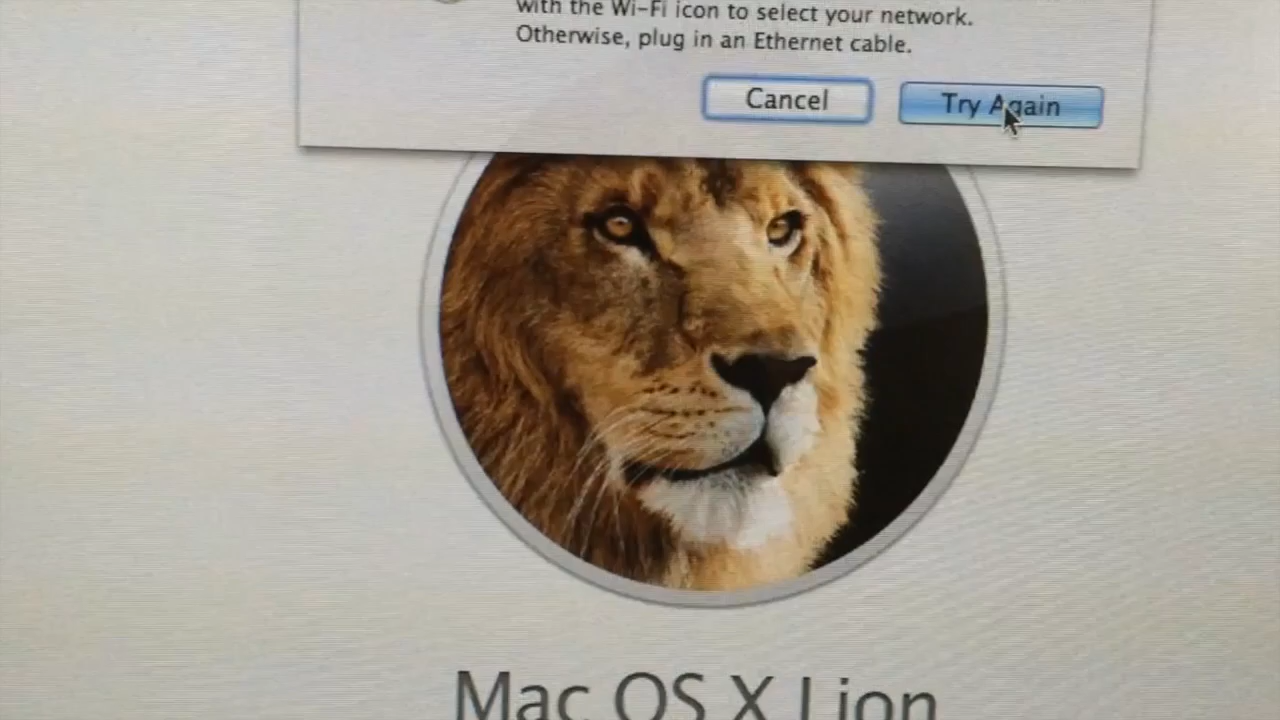 with the Wi-Fi icon to select your network.
Otherwise, plug in an Ethernet cable.
Cancel
Try Again
Mac OS X Lion